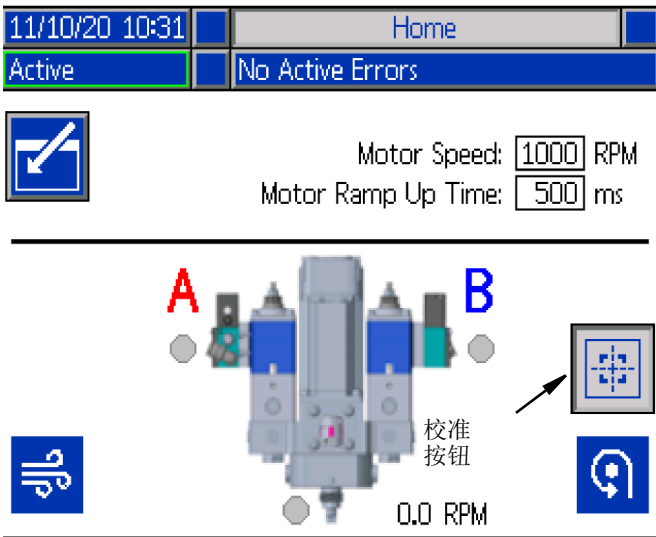 11/10/20 10:31 Home
Active No Active Errors
Motor Speed: 1000 RPM
Motor Ramp Up Time: 500 ms
A B
校准
按钮
0.0 RPM